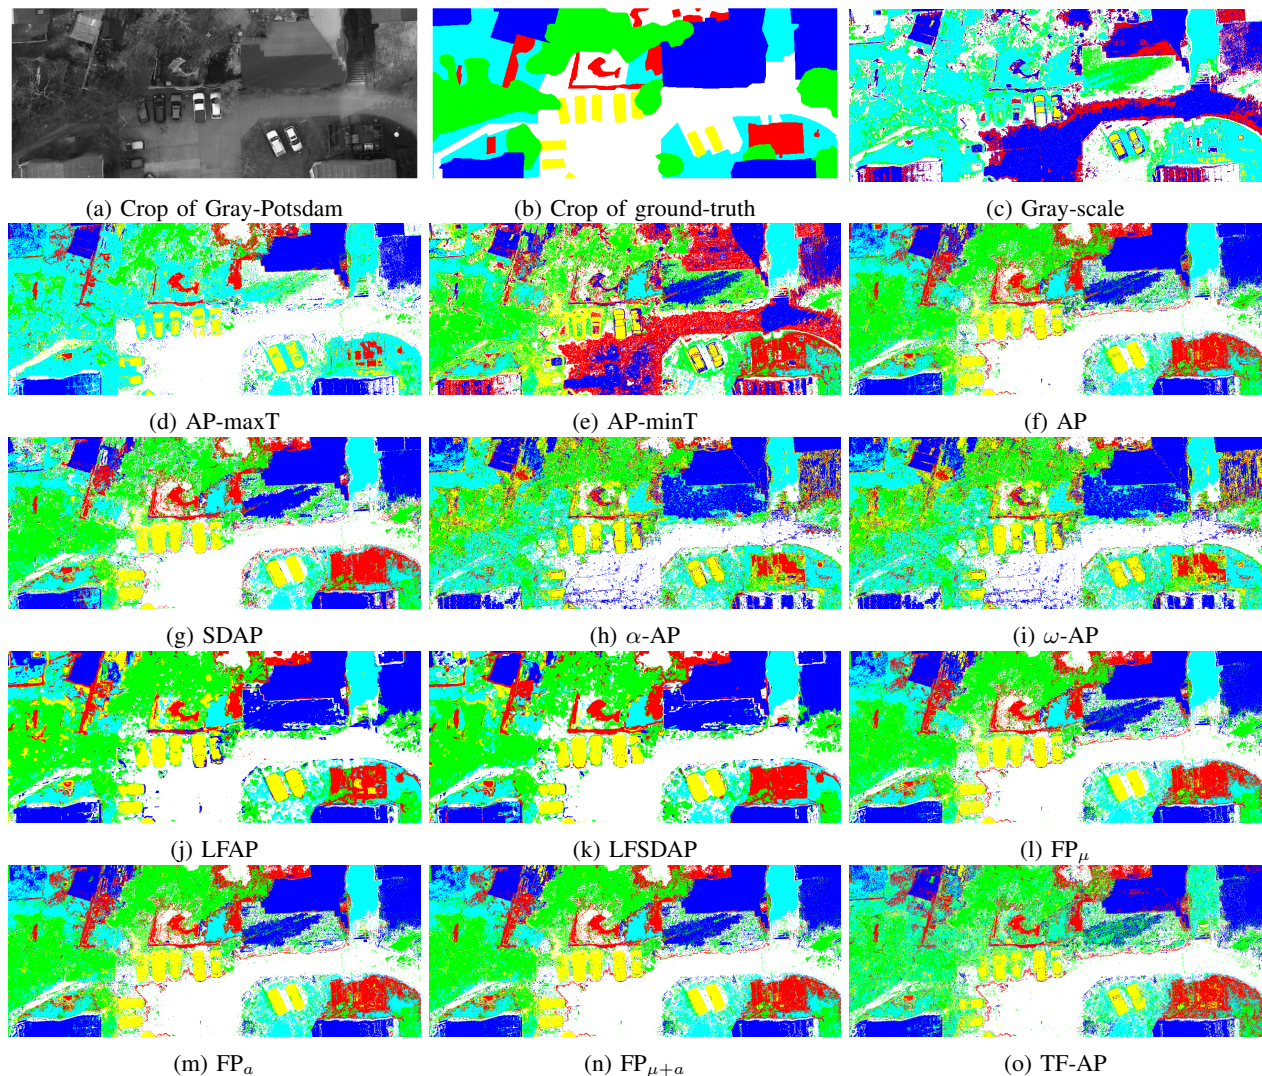 (a) Crop of Gray-Potsdam
(b) Crop of ground-truth
(c) Gray-scale
(d) AP-maxT
(e) AP-minT
(f) AP
(g) SDAP
(h) α-AP
(i) ω-AP
(j) LFAP
(k) LFSDAP
(l) FPμ
(m) FPa
(n) FPμ+a
(o) TF-AP